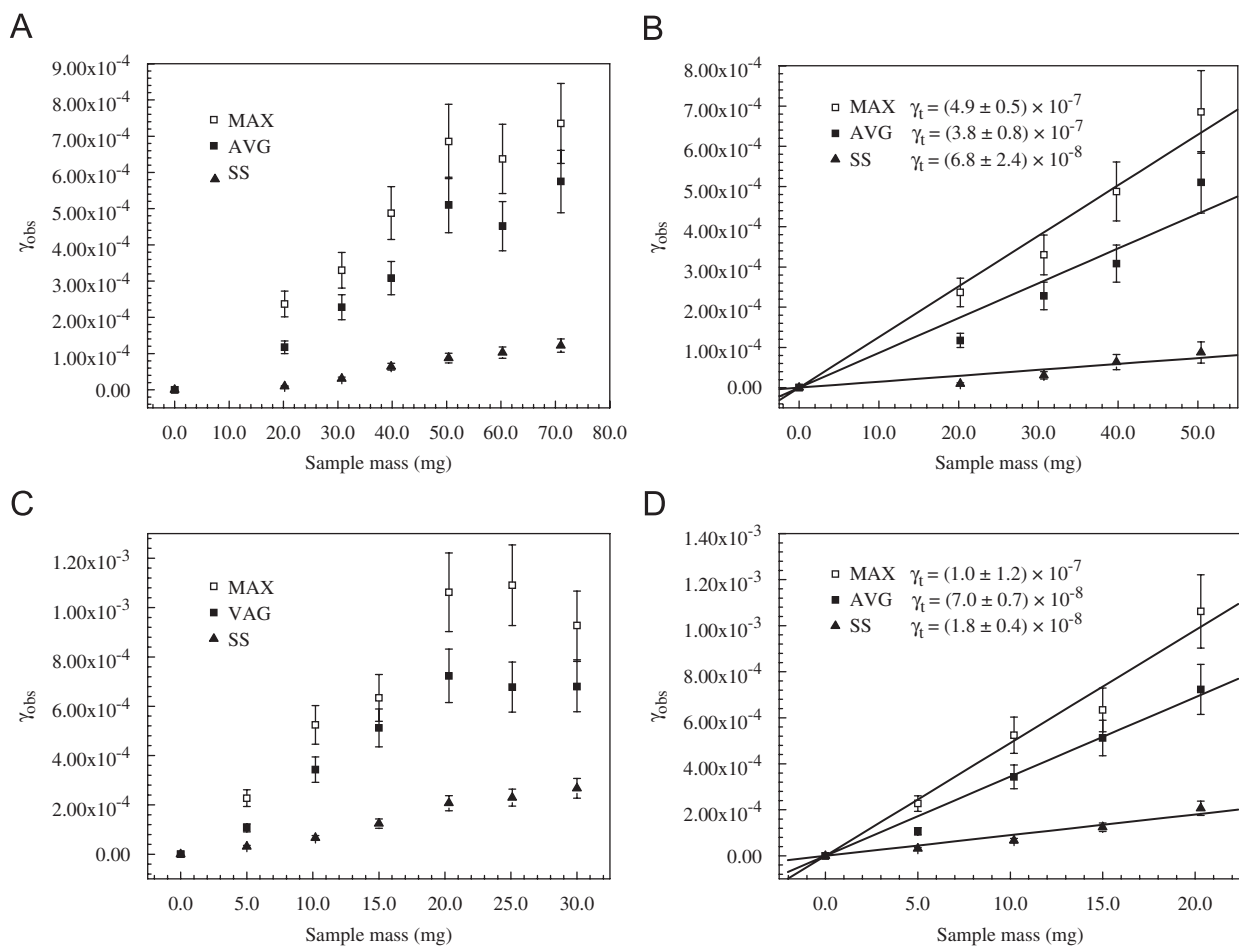 A
9.00x10-4
8.00x10-4
7.00x10-4
6.00x10-4
5.00x10-4
4.00x10-4
3.00x10-4
2.00x10-4
1.00x10-4
0.00
γobs
MAX
AVG
SS
0.0 10.0 20.0 30.0 40.0 50.0 60.0 70.0 80.0
Sample mass (mg)
B
8.00x10-4
7.00x10-4
6.00x10-4
5.00x10-4
4.00x10-4
3.00x10-4
2.00x10-4
1.00x10-4
0.00
γobs
MAX γt = (4.9 ± 0.5) × 10-7
AVG γt = (3.8 ± 0.8) × 10-7
SS γt = (6.8 ± 2.4) × 10-8
0.0 10.0 20.0 30.0 40.0 50.0
Sample mass (mg)
C
1.20x10-3
1.00x10-3
8.00x10-4
6.00x10-4
4.00x10-4
2.00x10-4
0.00
γobs
MAX
VAG
SS
0.0 5.0 10.0 15.0 20.0 25.0 30.0
Sample mass (mg)
D
1.40x10-3
1.20x10-3
1.00x10-3
8.00x10-4
6.00x10-4
4.00x10-4
2.00x10-4
0.00
γobs
MAX γt = (1.0 ± 1.2) × 10-7
AVG γt = (7.0 ± 0.7) × 10-8
SS γt = (1.8 ± 0.4) × 10-8
0.0 5.0 10.0 15.0 20.0
Sample mass (mg)